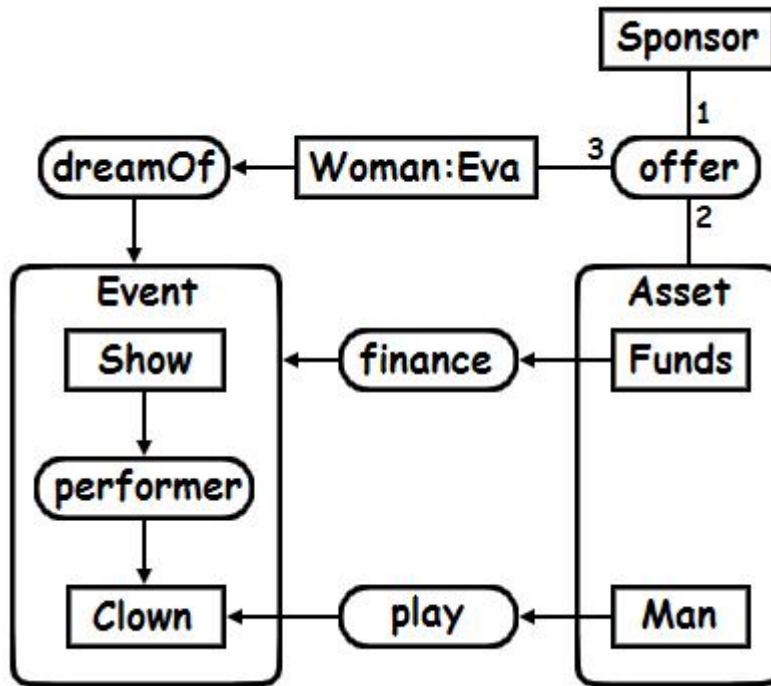 Sponsor
1
dreamOf
Woman:Eva
3
offer
2
Event
Asset
Show
finance
Funds
performer
Clown
play
Man